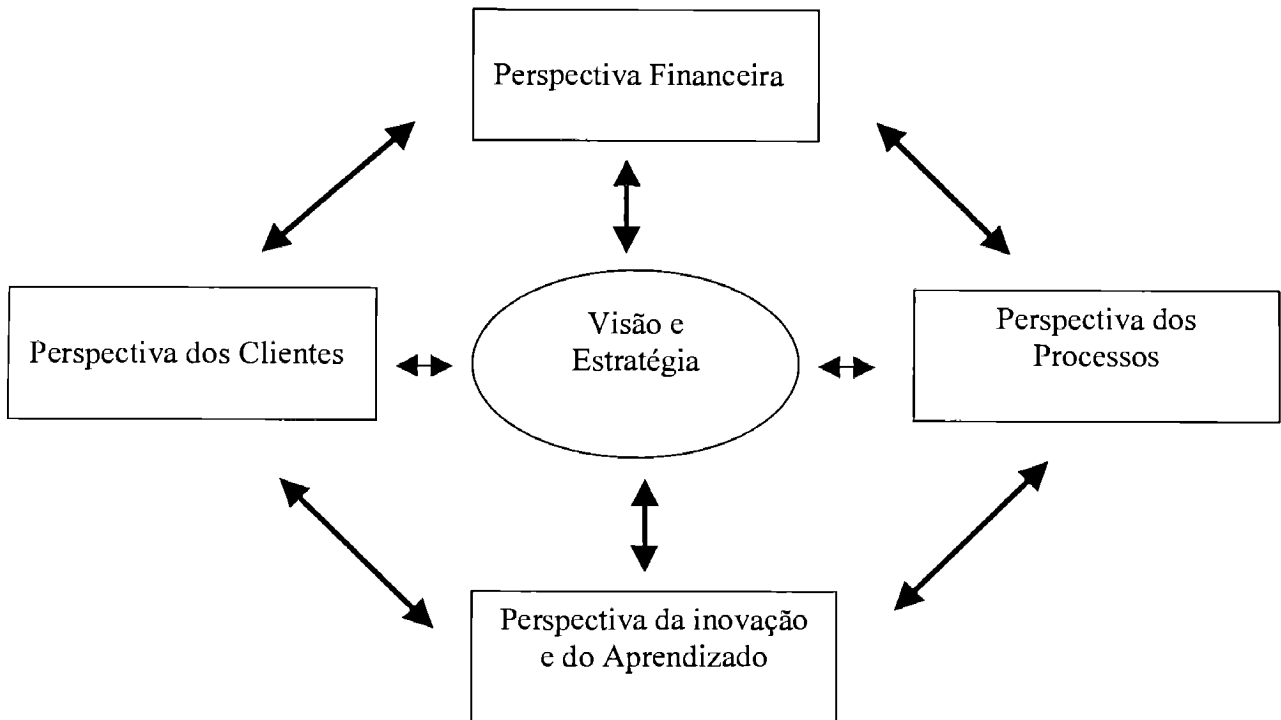 Perspectiva Financeira
Perspectiva dos Clientes
Visão e
Estratégia
Perspectiva dos
Processos
Perspectiva da inovação
e do Aprendizado